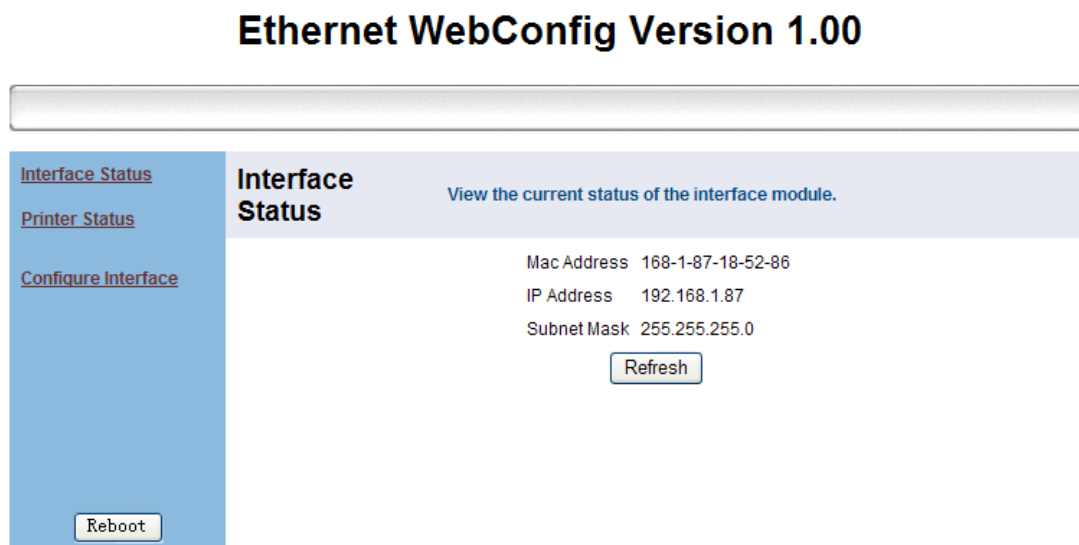 Ethernet WebConfig Version 1.00
Interface Status
Printer Status
Configure Interface
Reboot
Interface
Status
View the current status of the interface module.
Mac Address 168-1-87-18-52-86
IP Address 192.168.1.87
Subnet Mask 255.255.255.0
Refresh